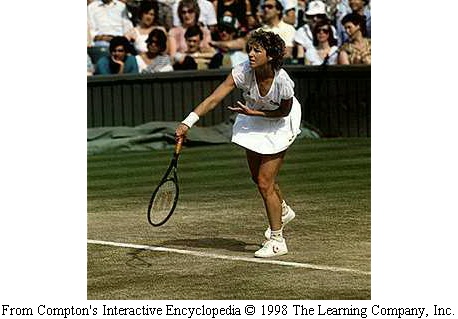 From Compton's Interactive Encyclopedia © 1998 The Learning Company, Inc.